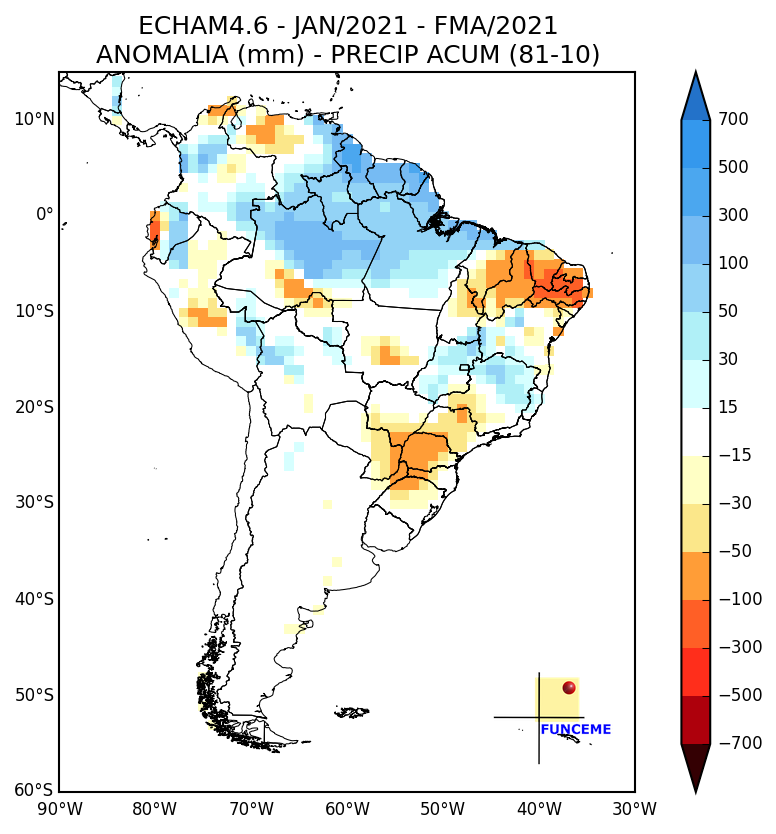 ECHAM4.6 - JAN/2021 - FMA/2021
ANOMALIA (mm) - PRECIP ACUM (81-10)
10°N
0°
10°S
20°S
30°S
40°S
50°S
60°S
90°W 80°W 70°W 60°W 50°W 40°W 30°W
700
500
300
100
50
30
15
−15
−30
−50
−100
−300
−500
−700
FUNCEME